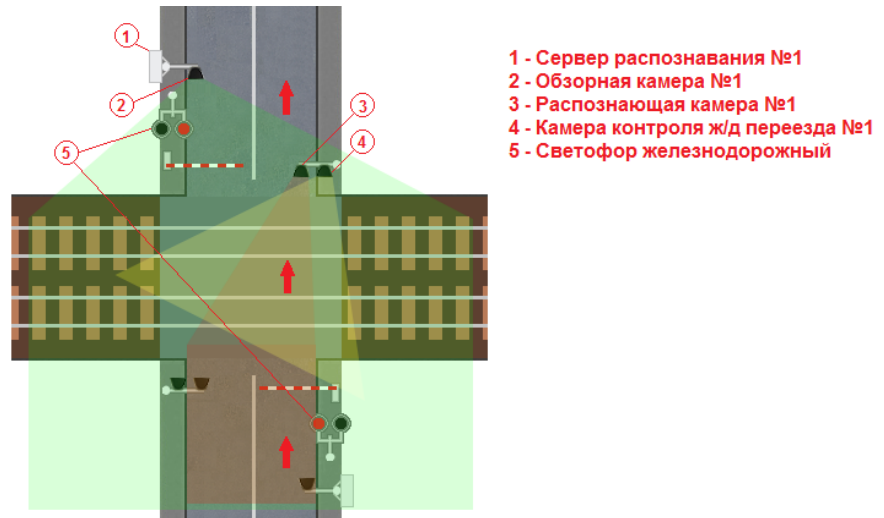 1
2
3
4
5
1 - Сервер распознавания №1
2 - Обзорная камера №1
3 - Распознающая камера №1
4 - Камера контроля ж/д переезда №1
5 - Светофор железнодорожный